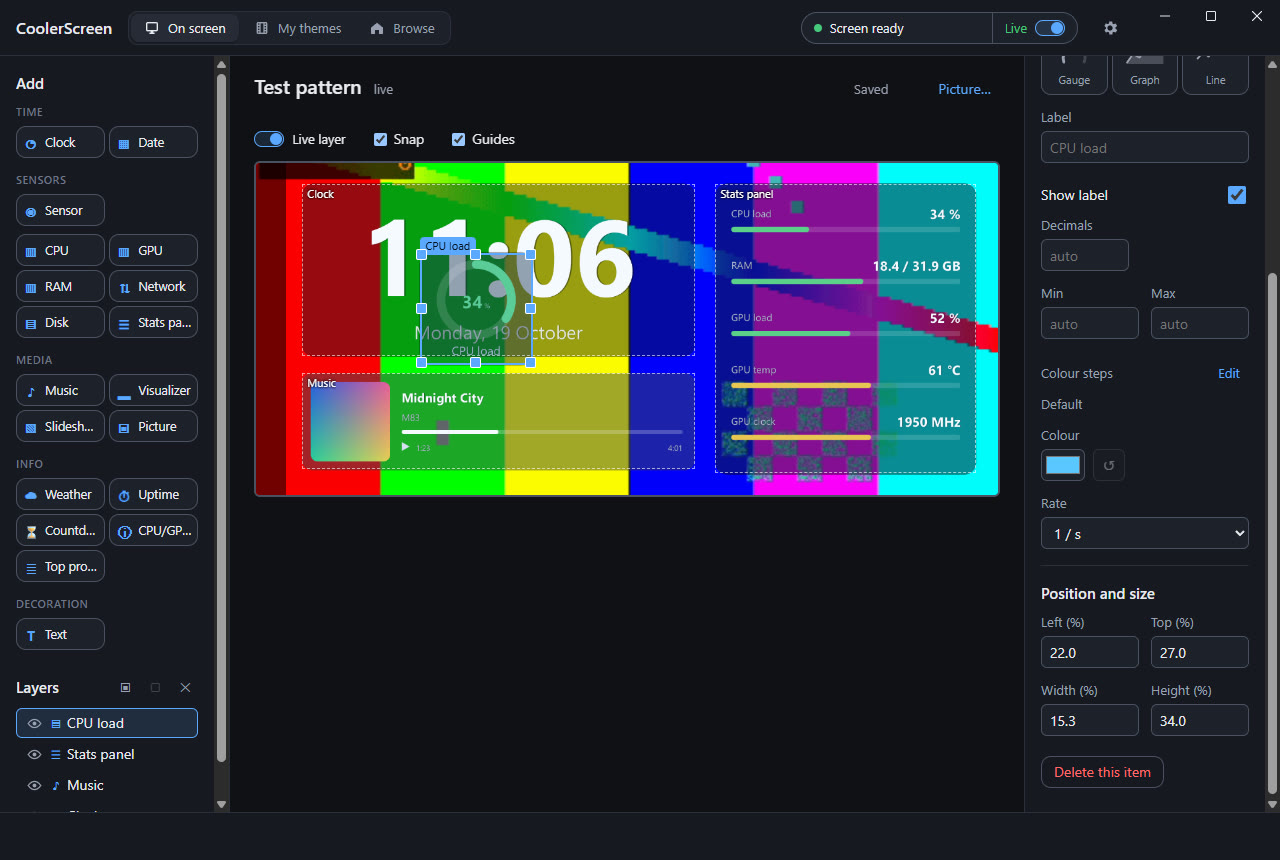 CoolerScreen On screen My themes Browse Screen ready Live
Add
TIME
Clock Date
SENSORS
Sensor
CPU GPU
RAM Network
Disk Stats pa...
MEDIA
Music Visualizer
Slidesh... Picture
INFO
Weather Uptime
Countd... CPU/GP...
Top pro...
DECORATION
Text
Layers
CPU load
Stats panel
Music
Test pattern live Saved Picture...
Live layer Snap Guides
Clock
11:06
CPU load
34 %
Monday, 19 October
CPU load
Music
Midnight City
M83
1:23 4:01
Stats panel
CPU load 34 %
RAM 18.4 / 31.9 GB
GPU load 52 %
GPU temp 61 °C
GPU clock 1950 MHz
Gauge Graph Line
Label
CPU load
Show label
Decimals
auto
Min Max
auto auto
Colour steps Edit
Default
Colour
Rate
1 / s
Position and size
Left (%) Top (%)
22.0 27.0
Width (%) Height (%)
15.3 34.0
Delete this item